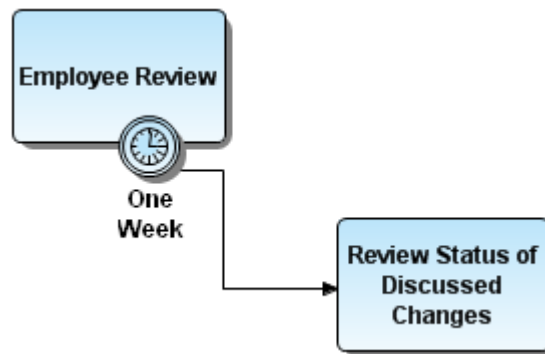 Employee Review
One
Week
Review Status of
Discussed
Changes